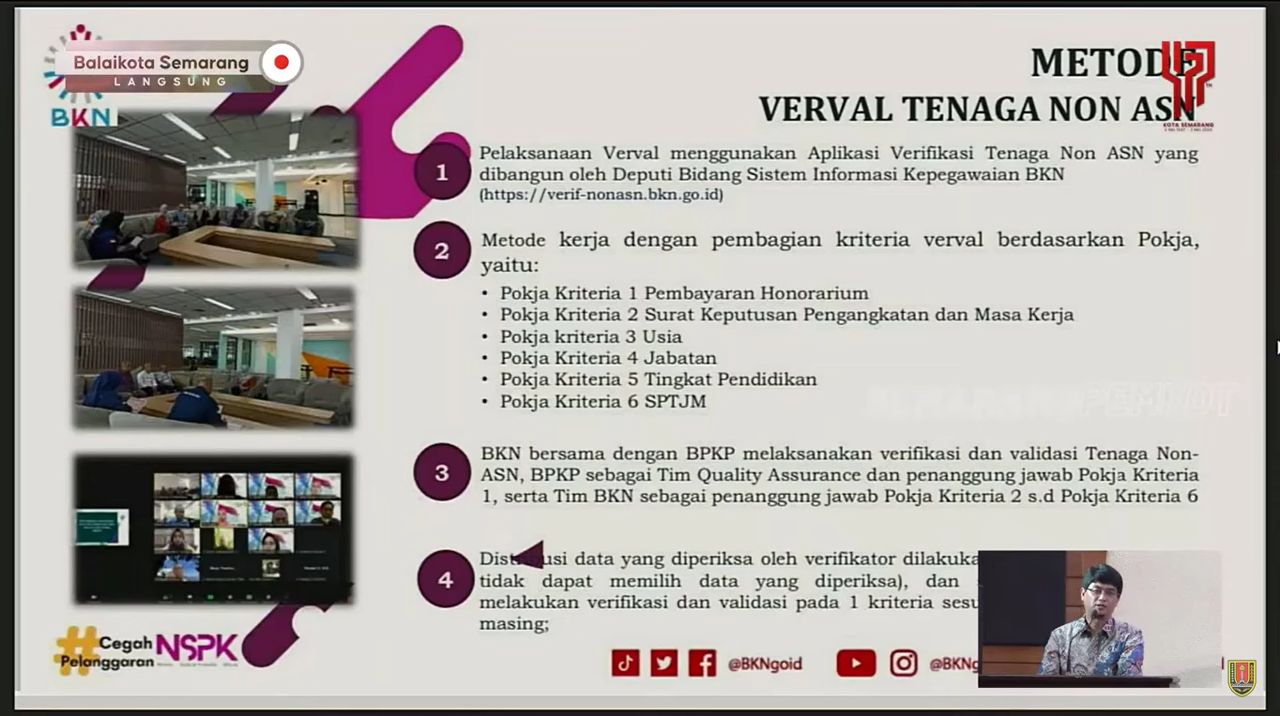 Balaikota Semarang
LANGSUNG
BKN
METODE
VERVAL TENAGA NON ASN
KOTA SEMARANG
1
Pelaksanaan Verval menggunakan Aplikasi Verifikasi Tenaga Non ASN yang
dibangun oleh Deputi Bidang Sistem Informasi Kepegawaian BKN
(https://verif-nonasn.bkn.go.id)
2
Metode kerja dengan pembagian kriteria verval berdasarkan Pokja,
yaitu:
• Pokja Kriteria 1 Pembayaran Honorarium
• Pokja Kriteria 2 Surat Keputusan Pengangkatan dan Masa Kerja
• Pokja kriteria 3 Usia
• Pokja Kriteria 4 Jabatan
• Pokja Kriteria 5 Tingkat Pendidikan
• Pokja Kriteria 6 SPTJM
PEMKOT
3
BKN bersama dengan BPKP melaksanakan verifikasi dan validasi Tenaga Non-
ASN, BPKP sebagai Tim Quality Assurance dan penanggung jawab Pokja Kriteria
1, serta Tim BKN sebagai penanggung jawab Pokja Kriteria 2 s.d Pokja Kriteria 6
4
data yang diperiksa oleh verifikator
tidak dapat memilih data yang diperiksa), dan
melakukan verifikasi dan validasi pada 1 kriteria
masing;
#Cegah
Pelanggaran
NSPK
@BKNgoid